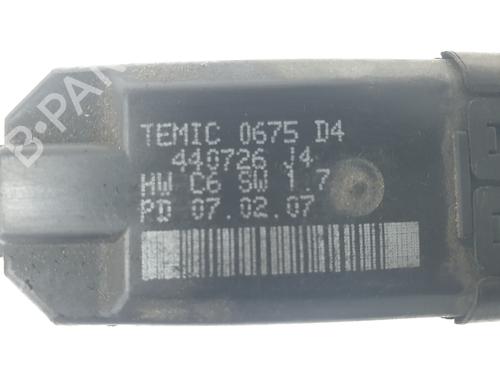 B-PARTS
TEMIC 0675 D4
440726 J4
HW C6 SW 1.7
PD 07.02.07